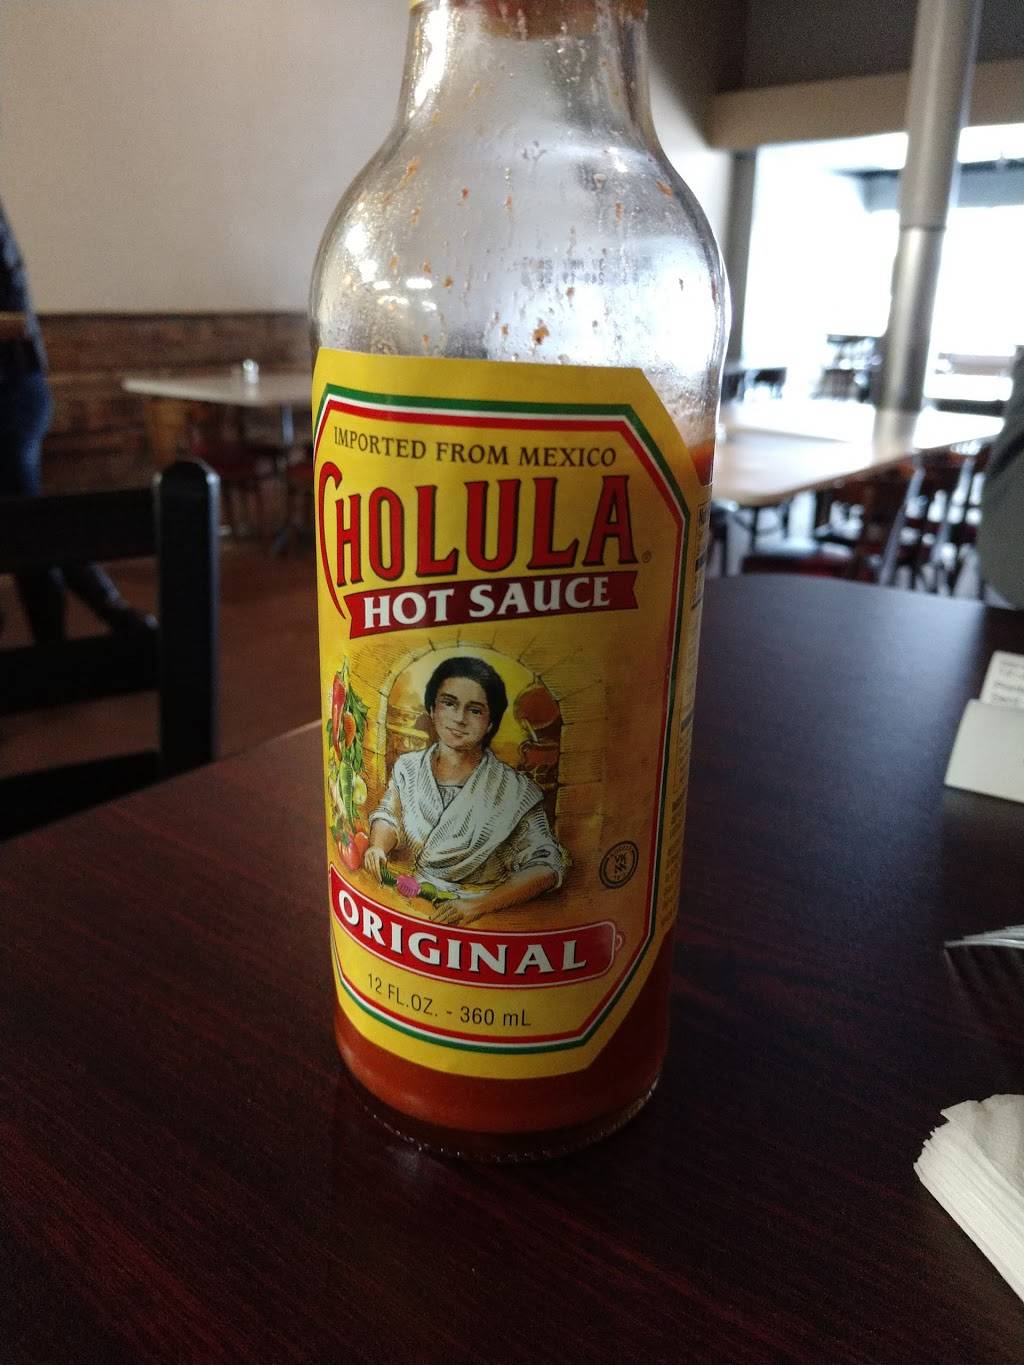 IMPORTED FROM MEXICO
CHOLULA®
HOT SAUCE
ORIGINAL
12 FL.OZ. - 360 mL